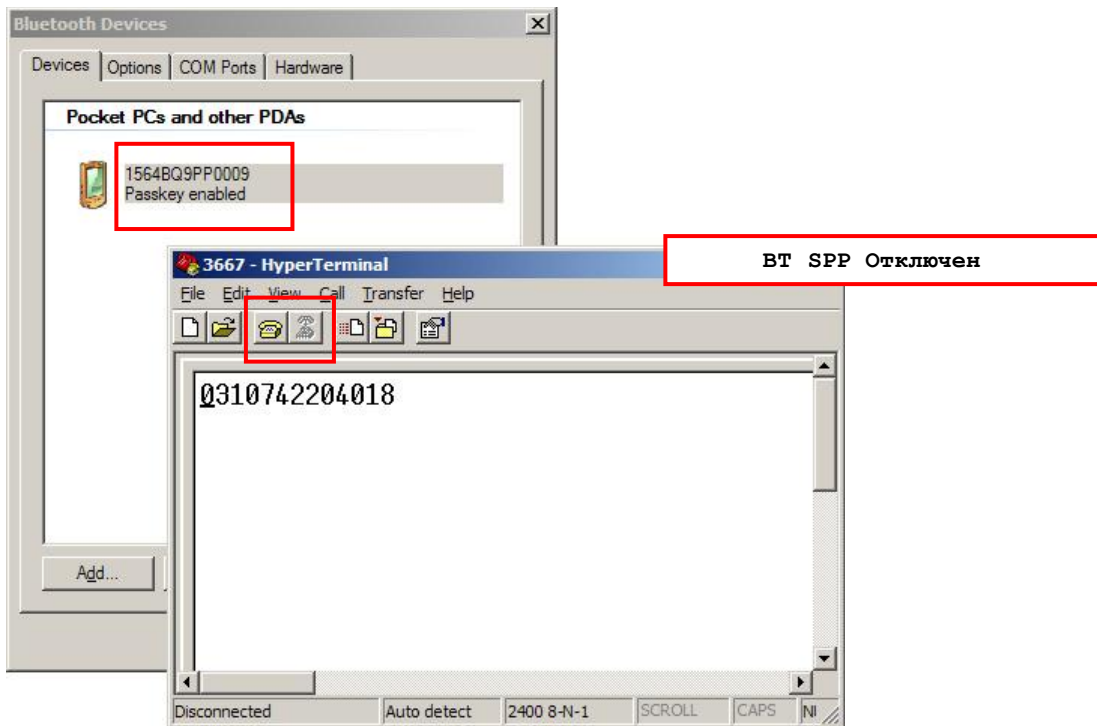 Bluetooth Devices
Devices Options COM Ports Hardware
Pocket PCs and other PDAs
1564BQ9PP0009
Passkey enabled
3667 - HyperTerminal
BT SPP Отключен
File Edit View Call Transfer Help
0310742204018
Add...
Disconnected Auto detect 2400 8-N-1 SCROLL CAPS